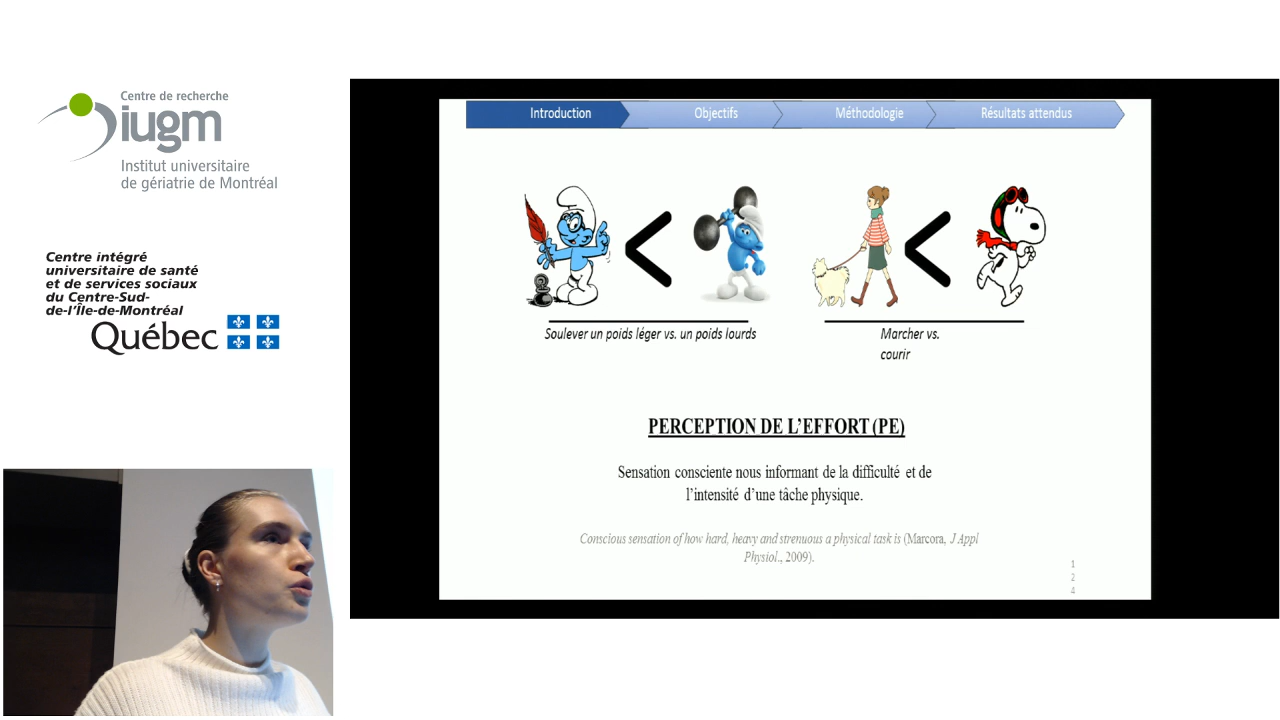 Centre de recherche
iugm
Institut universitaire
de gériatrie de Montréal
Centre intégré
universitaire de santé
et de services sociaux
du Centre-Sud-
de-l'Île-de-Montréal
Québec
Introduction
Objectifs
Méthodologie
Résultats attendus
<
<
Soulever un poids léger vs. un poids lourds
Marcher vs.
courir
PERCEPTION DE L'EFFORT (PE)
Sensation consciente nous informant de la difficulté et de
l'intensité d'une tâche physique.
Conscious sensation of how hard, heavy and strenuous a physical task is (Marcora, J Appl
Physiol., 2009).
1
2
4